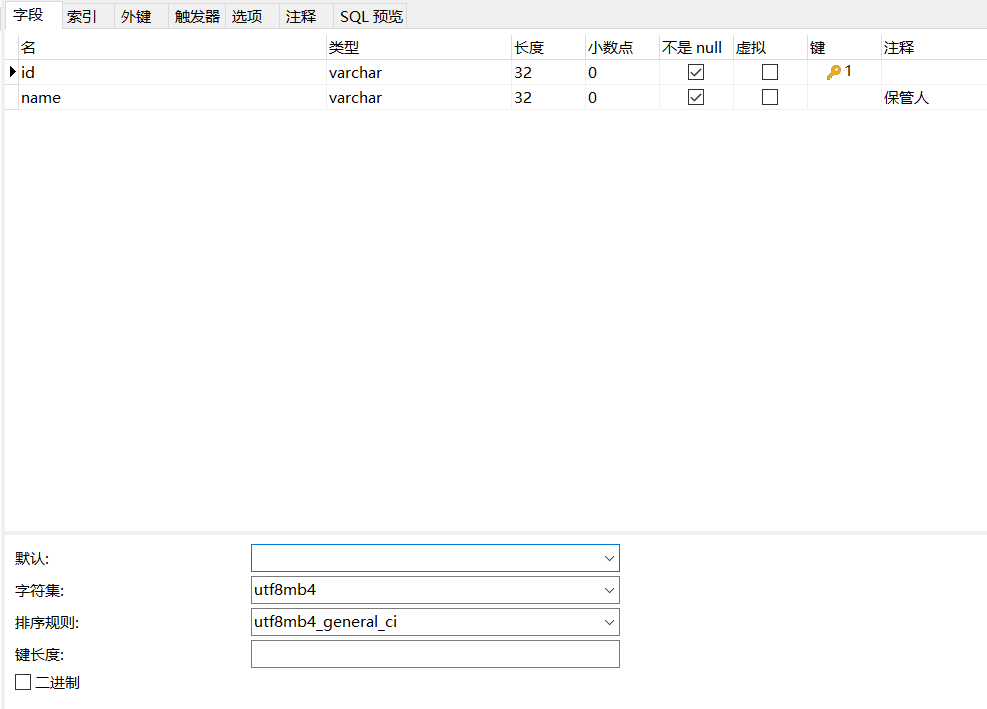 字段 索引 外键 触发器 选项 注释 SQL 预览
名 类型 长度 小数点 不是 null 虚拟 键 注释
id varchar 32 0 1
name varchar 32 0 保管人
默认:
字符集: utf8mb4
排序规则: utf8mb4_general_ci
键长度:
二进制